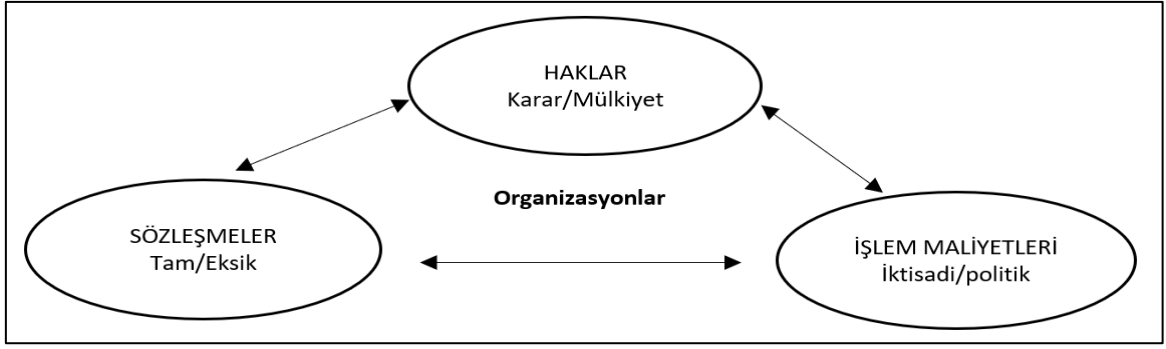 HAKLAR
Karar/Mülkiyet
Organizasyonlar
SÖZLEŞMELER
Tam/Eksik
İŞLEM MALİYETLERİ
İktisadi/politik